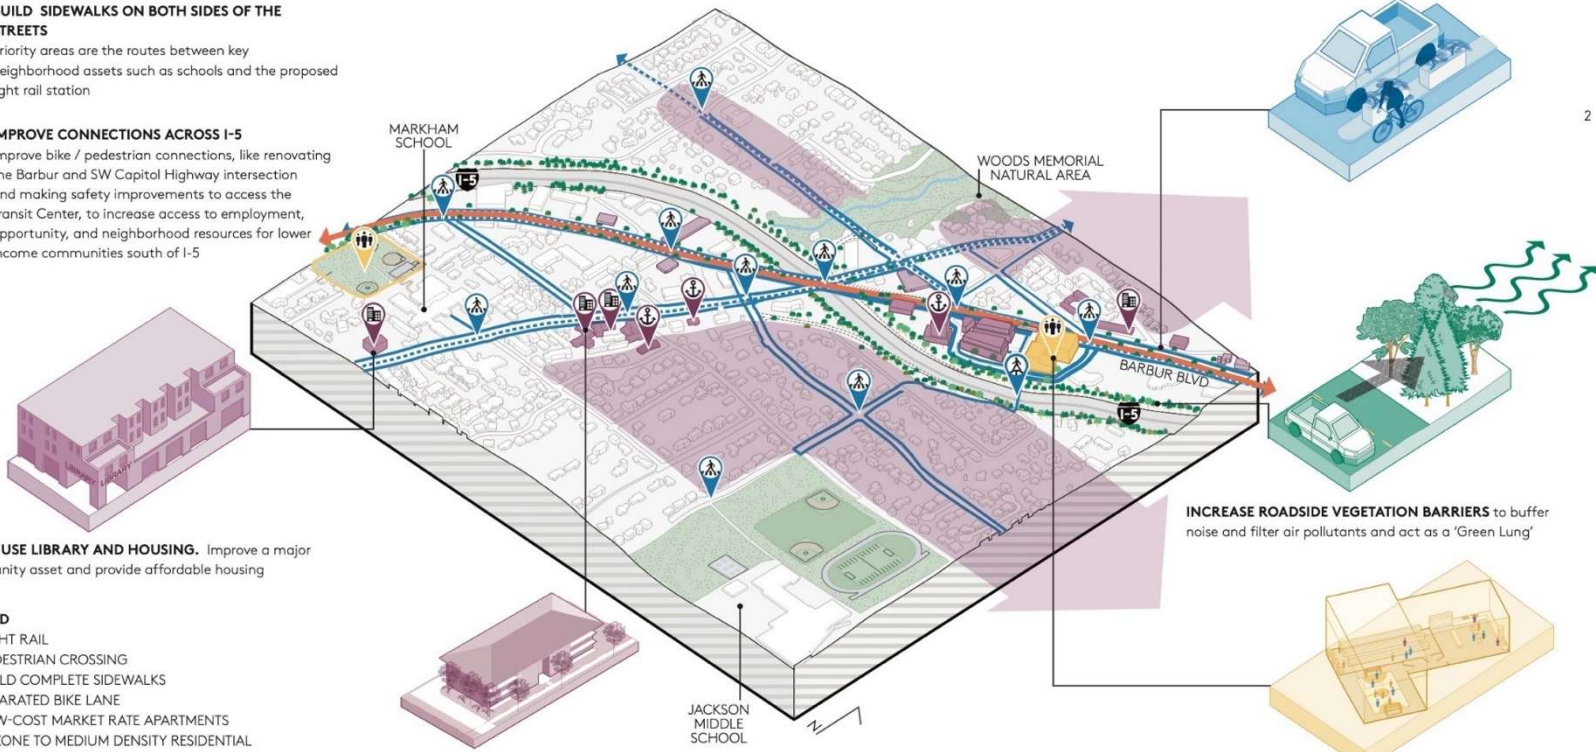 UILD SIDEWALKS ON BOTH SIDES OF THE
TREETS
riority areas are the routes between key
eighborhood assets such as schools and the proposed
ght rail station
MPROVE CONNECTIONS ACROSS I-5
mprove bike / pedestrian connections, like renovating
he Barbur and SW Capitol Highway intersection
nd making safety improvements to access the
ransit Center, to increase access to employment,
pportunity, and neighborhood resources for lower
ncome communities south of I-5
MARKHAM
SCHOOL
I-5
WOODS MEMORIAL
NATURAL AREA
2
BARBUR BLVD
I-5
LIBRARY LIBRARY
USE LIBRARY AND HOUSING. Improve a major
unity asset and provide affordable housing
INCREASE ROADSIDE VEGETATION BARRIERS to buffer
noise and filter air pollutants and act as a ‘Green Lung’
D
HT RAIL
DESTRIAN CROSSING
LD COMPLETE SIDEWALKS
ARATED BIKE LANE
W-COST MARKET RATE APARTMENTS
ZONE TO MEDIUM DENSITY RESIDENTIAL
JACKSON
MIDDLE
SCHOOL
N